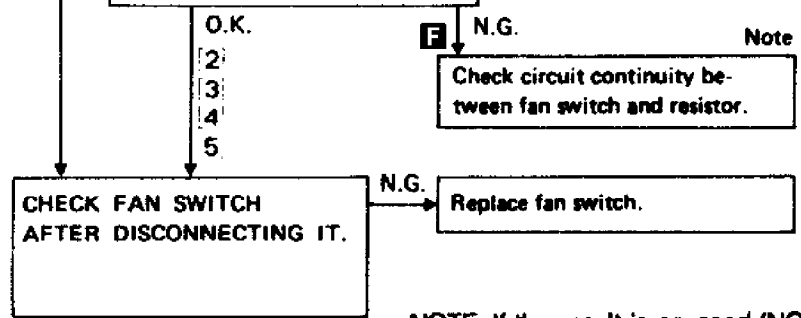 O.K.
F N.G.
Note
2
3
4
5
Check circuit continuity be-
tween fan switch and resistor.
CHECK FAN SWITCH
AFTER DISCONNECTING IT.
N.G.
Replace fan switch.